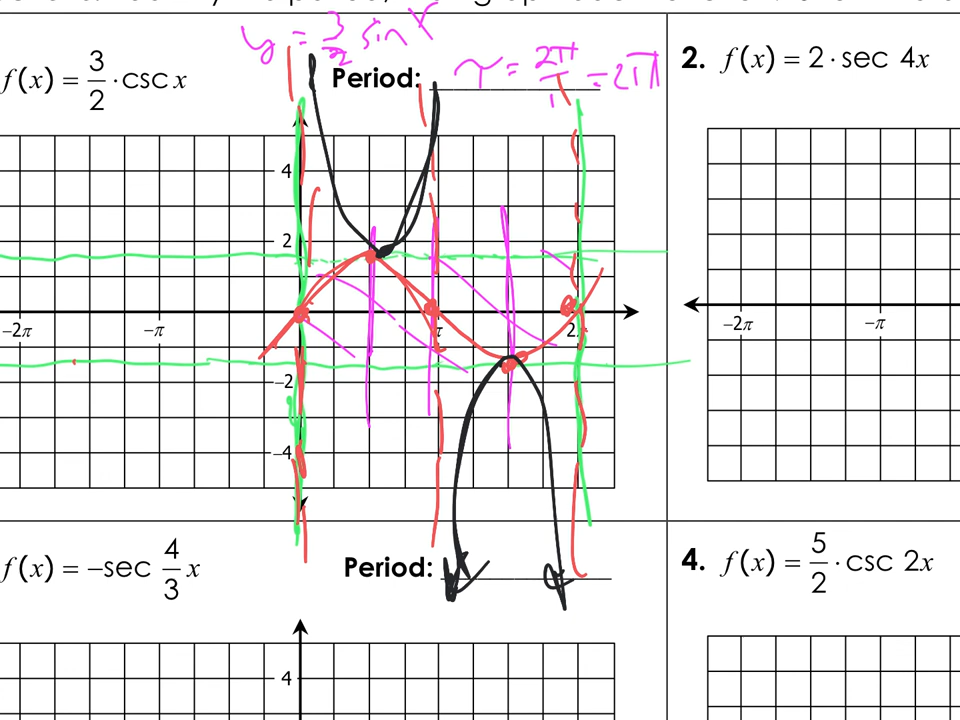 y = 3/2 sin x
f(x) = 3/2 · csc x
Period: T = 2π/1 = 2π
2. f(x) = 2 · sec 4x
4
2
−2π −π π 2π
−2
−4
−2π −π
f(x) = −sec 4/3 x
Period:
4. f(x) = 5/2 · csc 2x
4